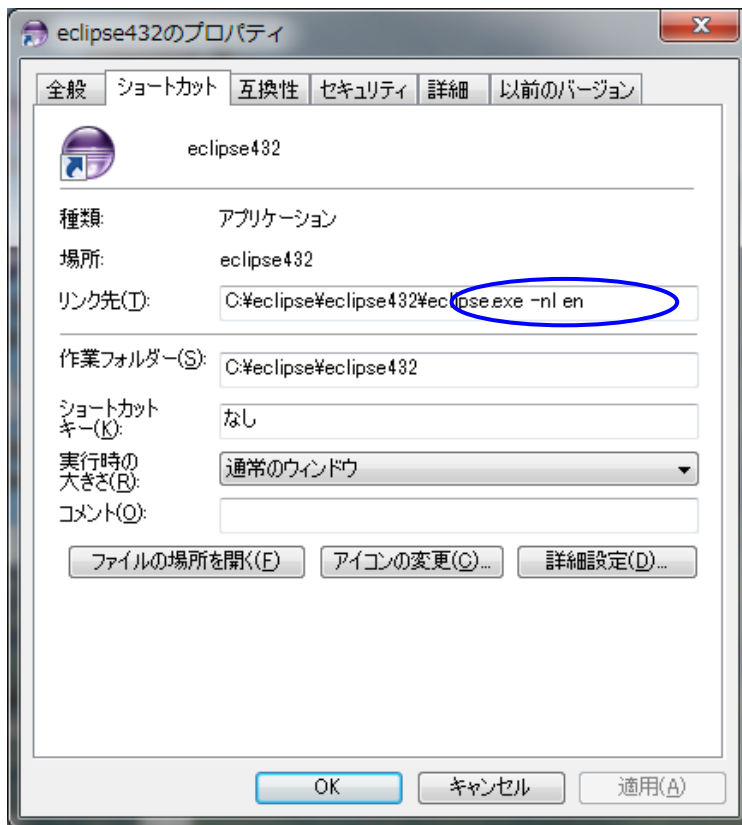 eclipse432のプロパティ
全般 ショートカット 互換性 セキュリティ 詳細 以前のバージョン
eclipse432
種類: アプリケーション
場所: eclipse432
リンク先(T): C:¥eclipse¥eclipse432¥eclipse.exe -nl en
作業フォルダー(S): C:¥eclipse¥eclipse432
ショートカット
キー(K): なし
実行時の
大きさ(R): 通常のウィンドウ
コメント(O):
ファイルの場所を開く(F) アイコンの変更(C)... 詳細設定(D)...
OK キャンセル 適用(A)